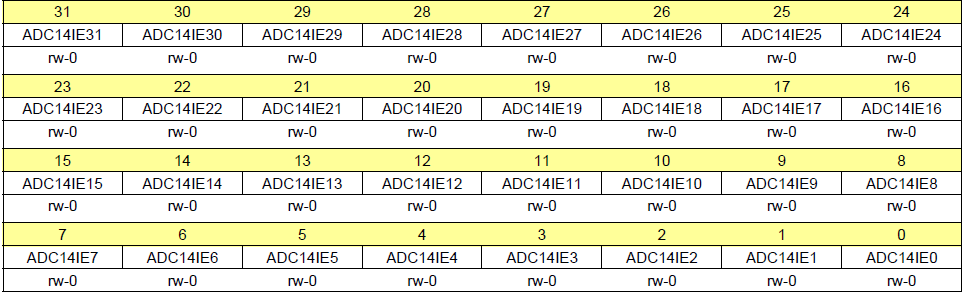 31 30 29 28 27 26 25 24
ADC14IE31 ADC14IE30 ADC14IE29 ADC14IE28 ADC14IE27 ADC14IE26 ADC14IE25 ADC14IE24
rw-0 rw-0 rw-0 rw-0 rw-0 rw-0 rw-0 rw-0
23 22 21 20 19 18 17 16
ADC14IE23 ADC14IE22 ADC14IE21 ADC14IE20 ADC14IE19 ADC14IE18 ADC14IE17 ADC14IE16
rw-0 rw-0 rw-0 rw-0 rw-0 rw-0 rw-0 rw-0
15 14 13 12 11 10 9 8
ADC14IE15 ADC14IE14 ADC14IE13 ADC14IE12 ADC14IE11 ADC14IE10 ADC14IE9 ADC14IE8
rw-0 rw-0 rw-0 rw-0 rw-0 rw-0 rw-0 rw-0
7 6 5 4 3 2 1 0
ADC14IE7 ADC14IE6 ADC14IE5 ADC14IE4 ADC14IE3 ADC14IE2 ADC14IE1 ADC14IE0
rw-0 rw-0 rw-0 rw-0 rw-0 rw-0 rw-0 rw-0